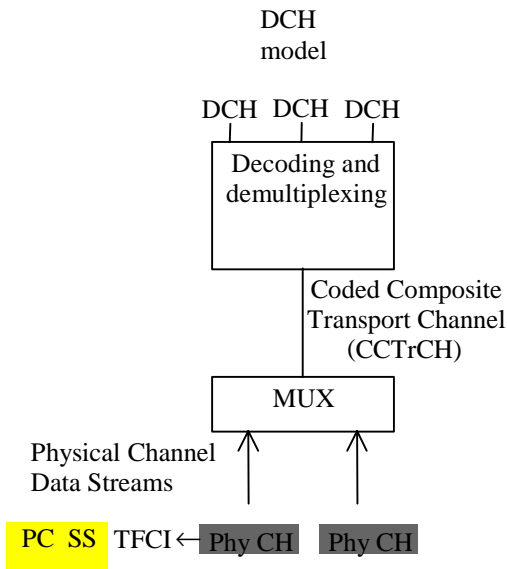 DCH
model
DCH DCH DCH
Decoding and
demultiplexing
Coded Composite
Transport Channel
(CCTrCH)
MUX
Physical Channel
Data Streams
PC SS TFCI Phy CH Phy CH